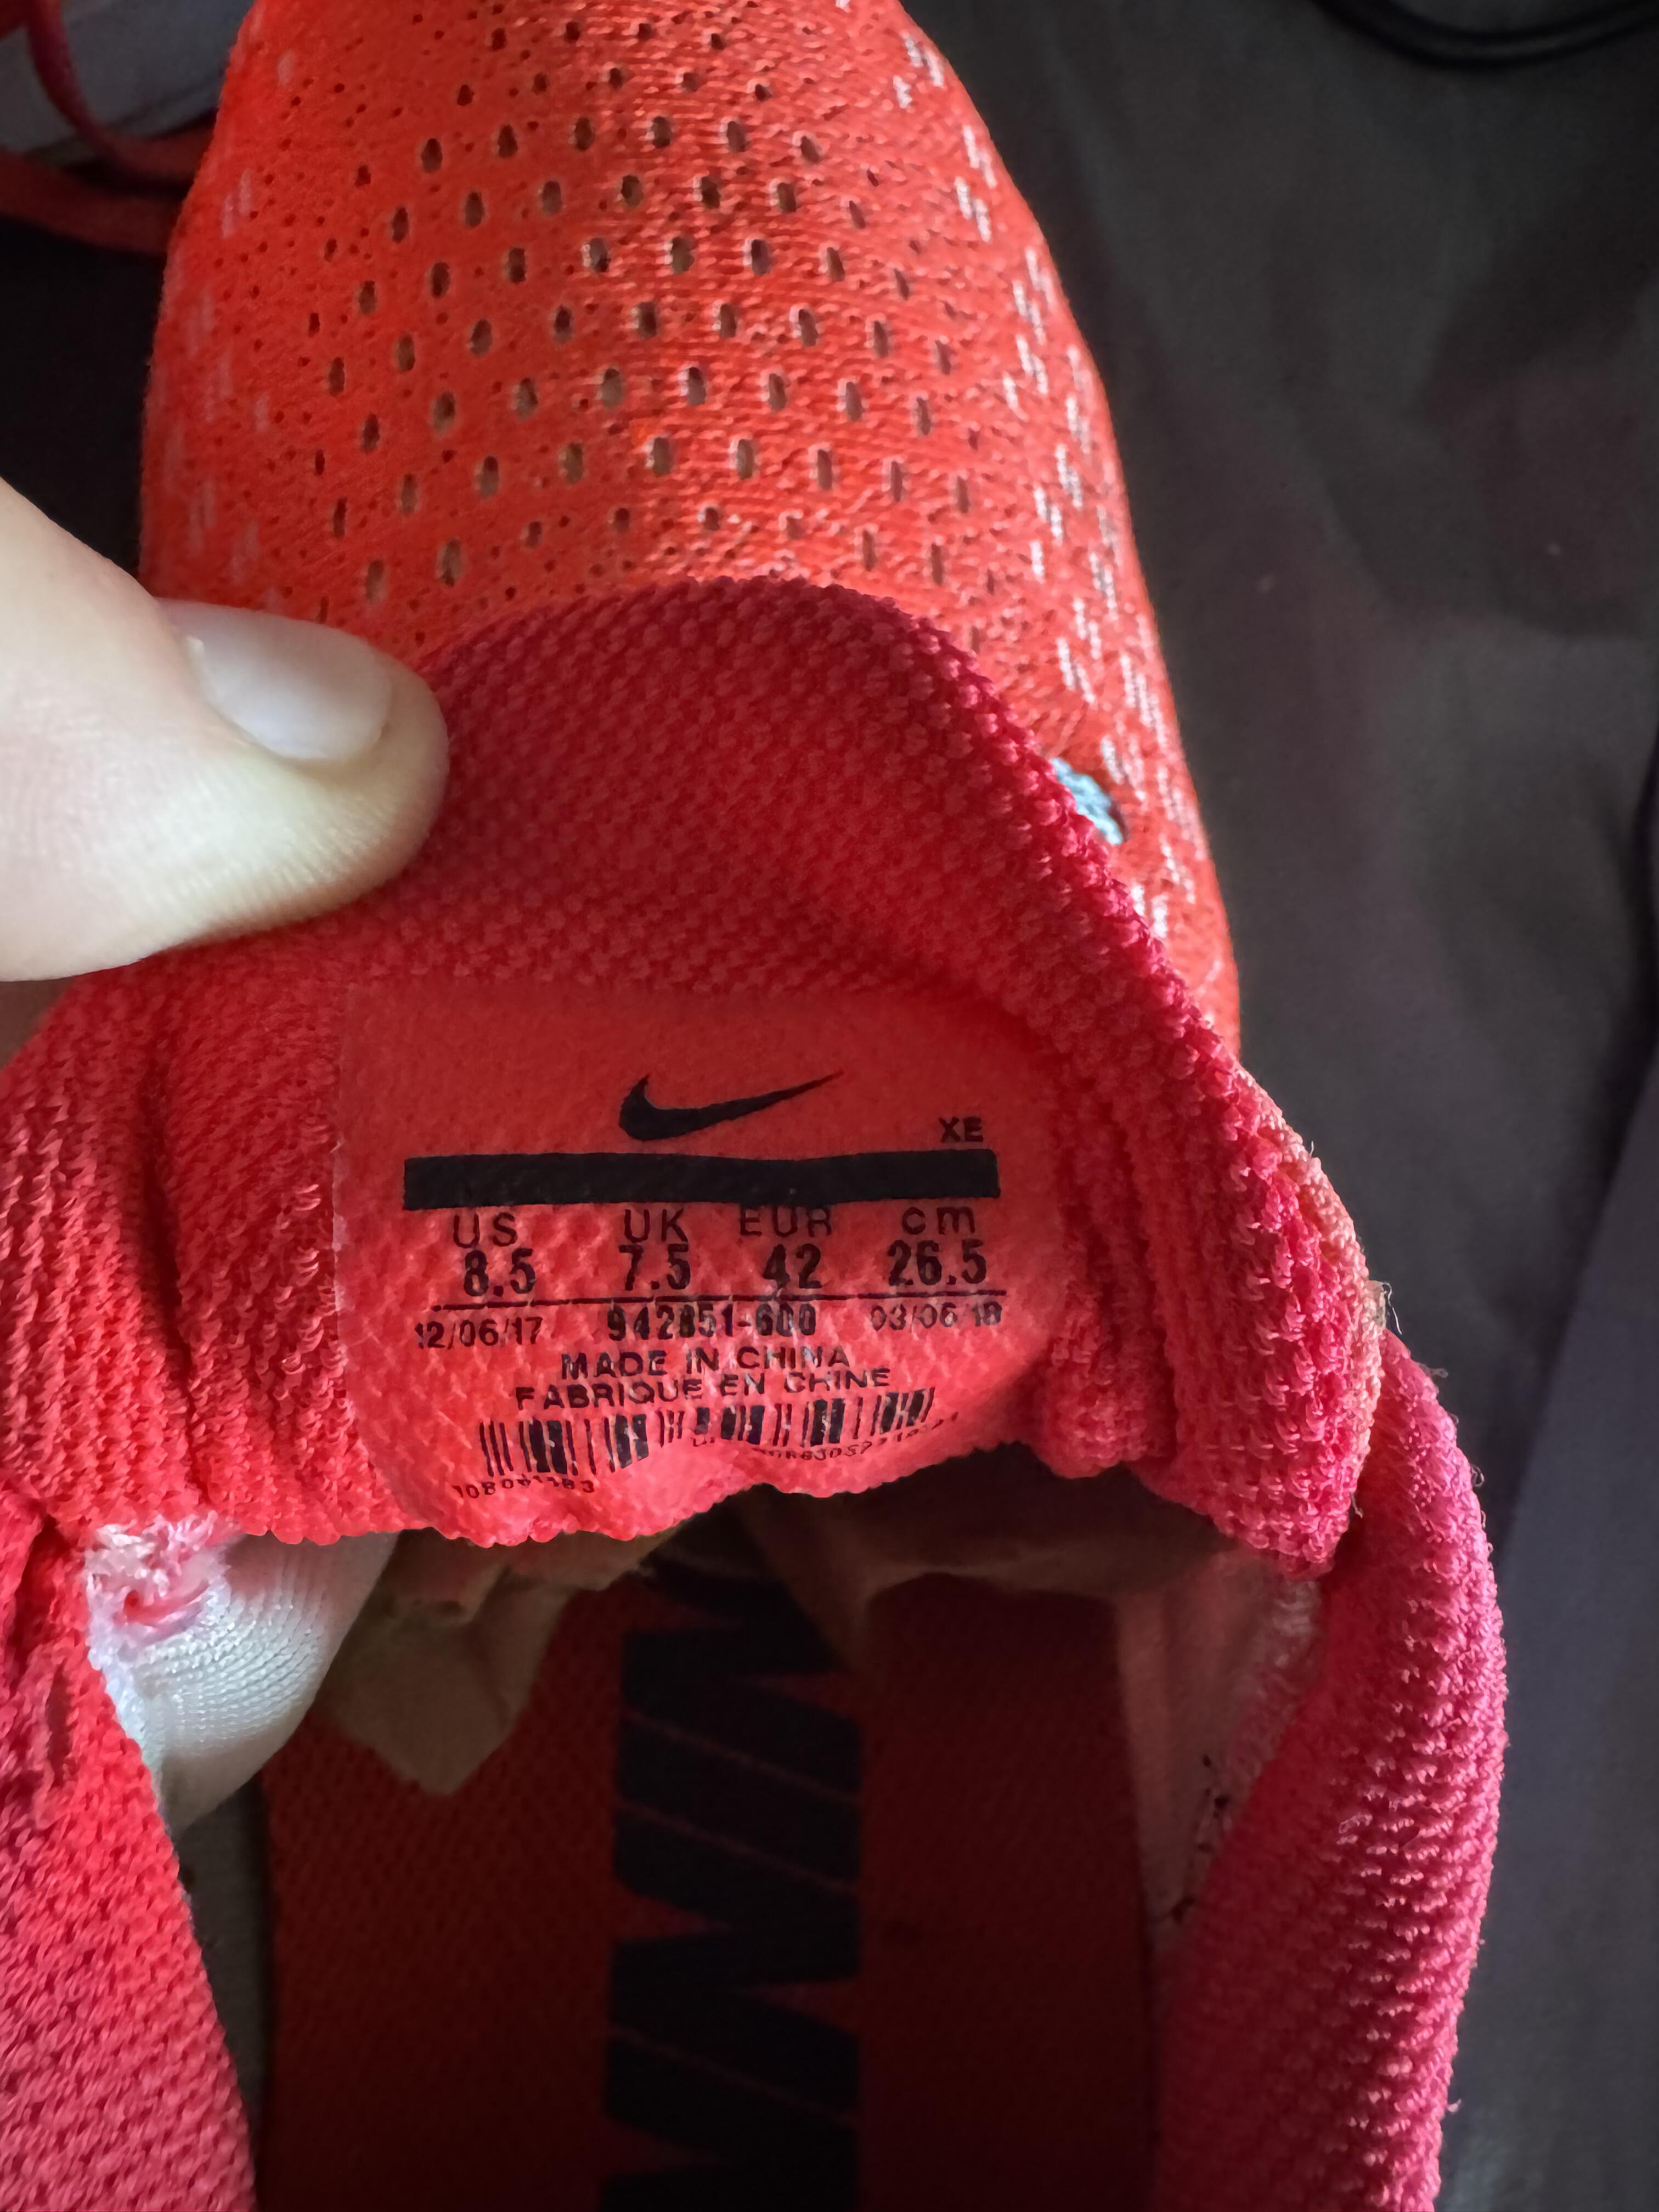 XE
US UK EUR cm
8.5 7.5 42 26.5
12/06/17 942851-600 03/06/18
MADE IN CHINA
FABRIQUE EN CHINE